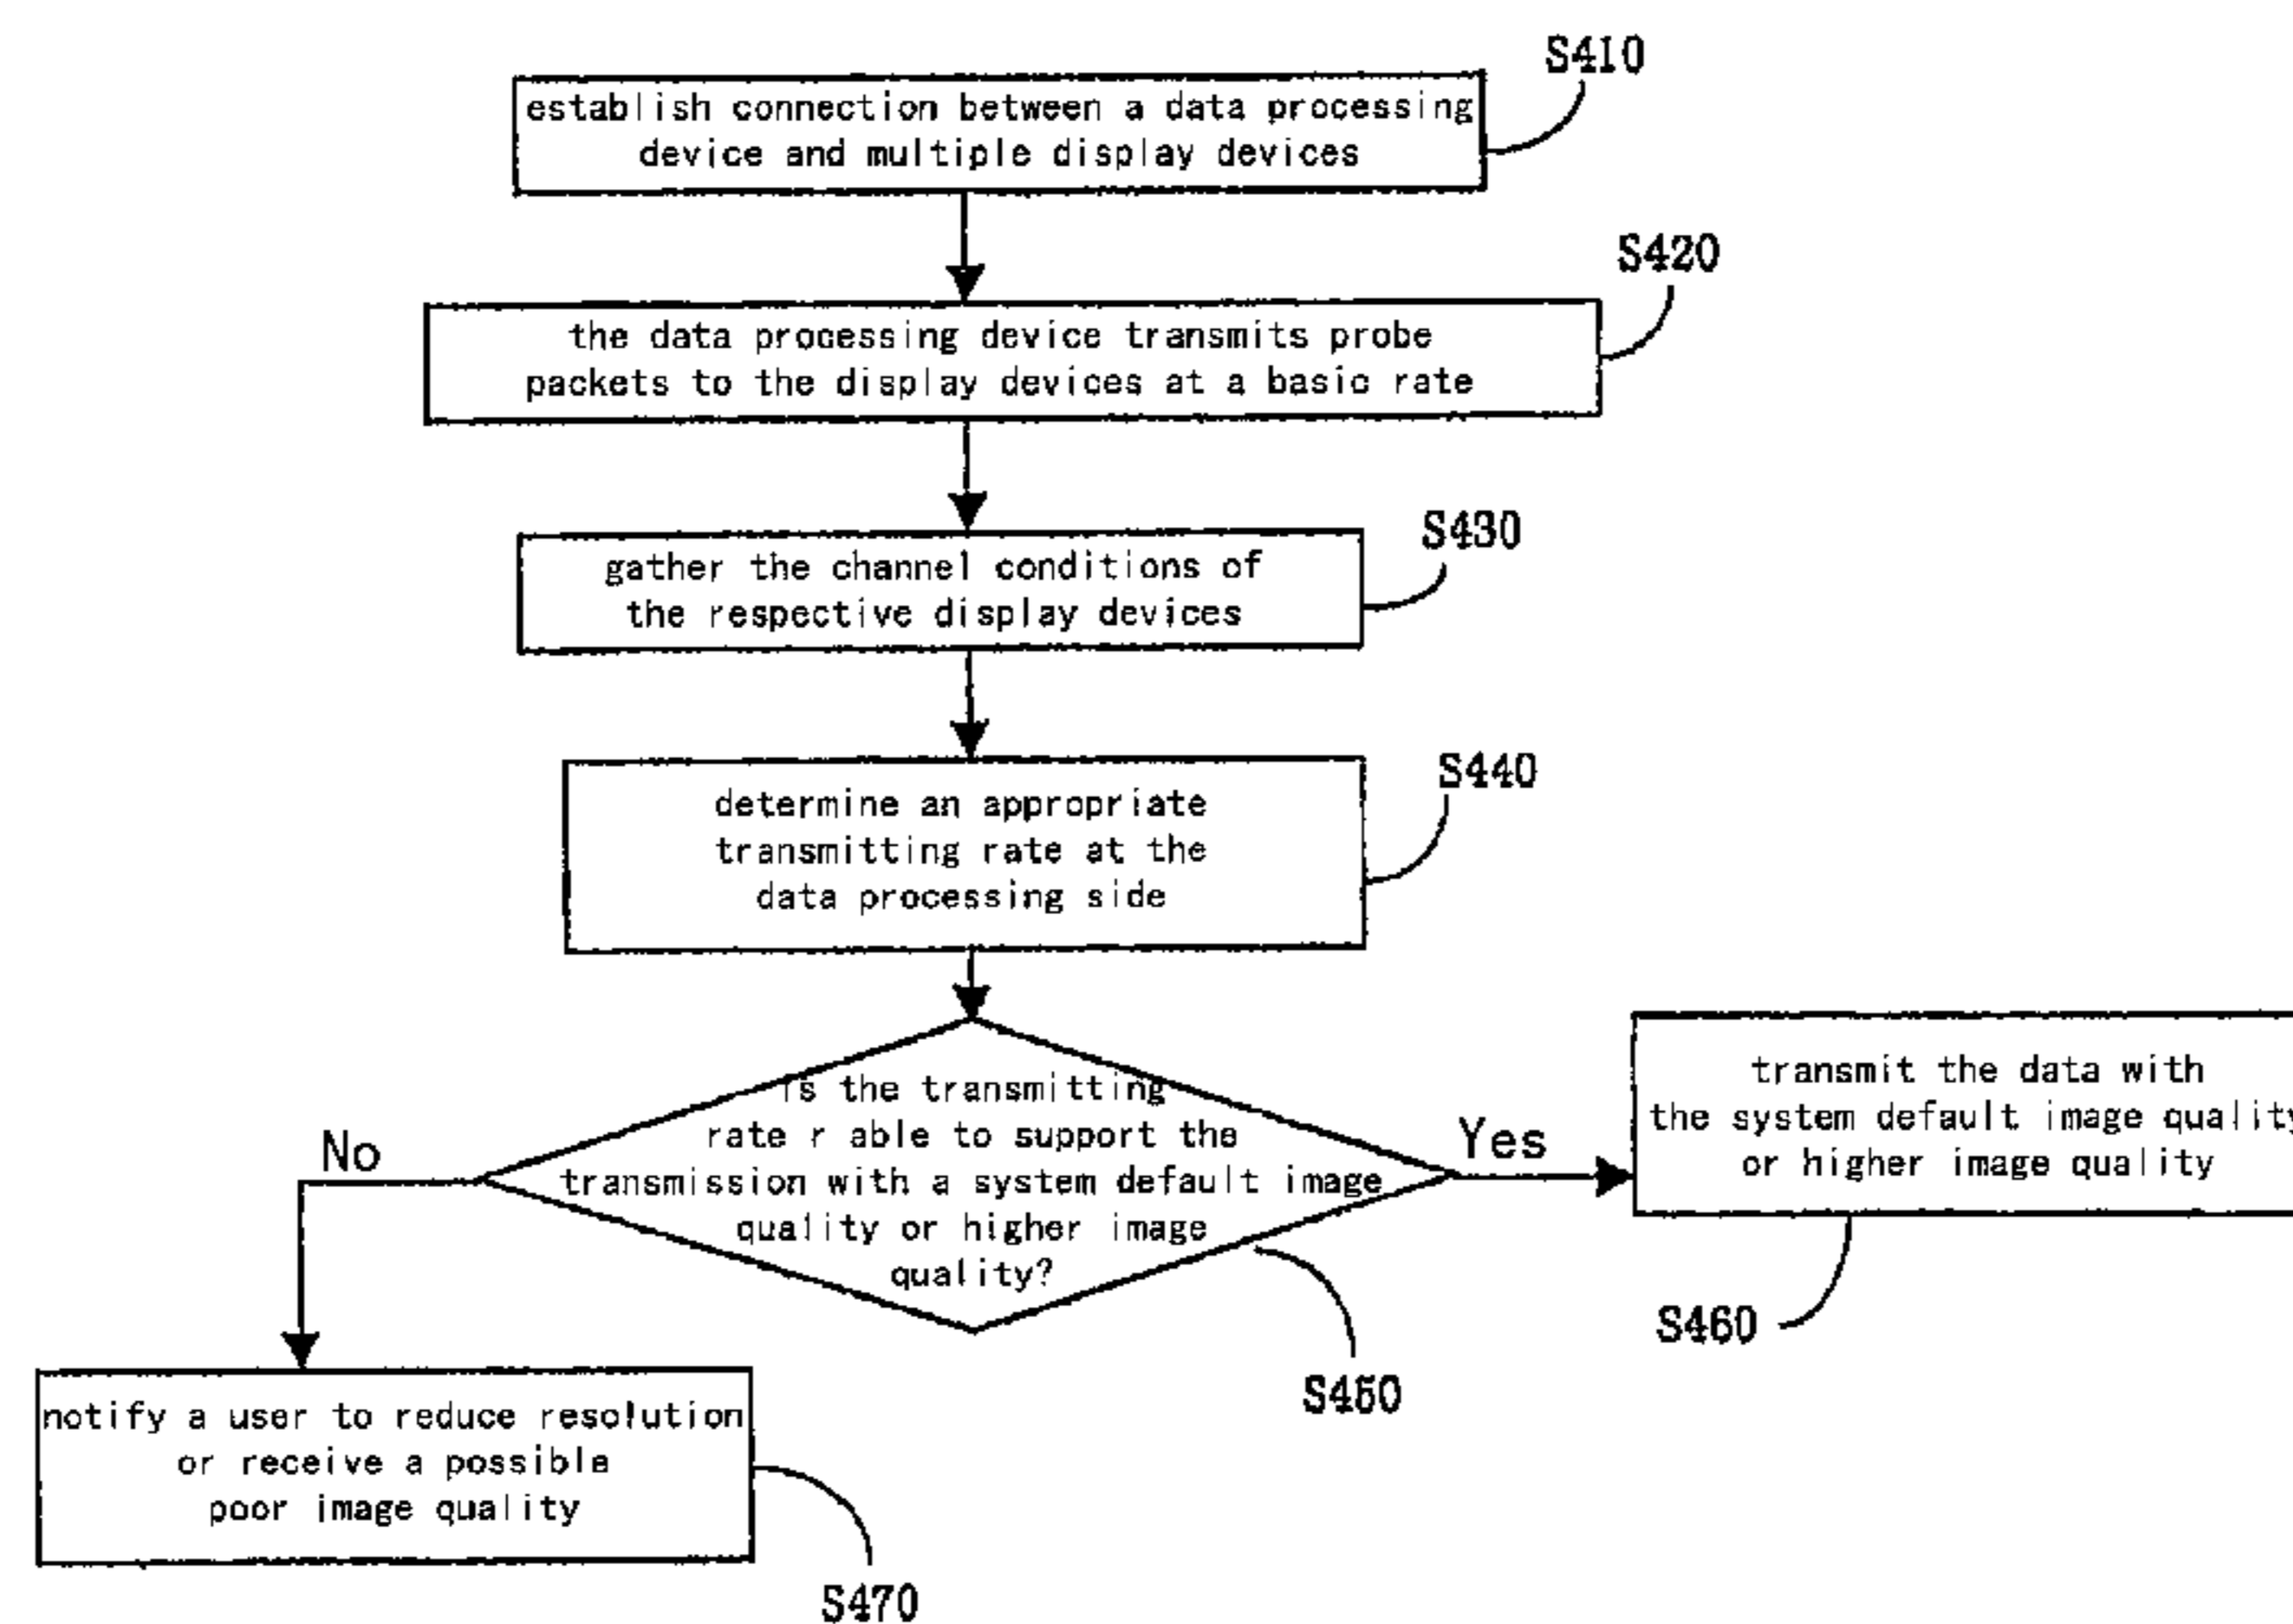 S410
establish connection between a data processing
device and multiple display devices
S420
the data processing device transmits probe
packets to the display devices at a basic rate
S430
gather the channel conditions of
the respective display devices
S440
determine an appropriate
transmitting rate at the
data processing side
is the transmitting
rate r able to support the
transmission with a system default image
quality or higher image
quality?
No
Yes
transmit the data with
the system default image quality
or higher image quality
S460
S450
notify a user to reduce resolution
or receive a possible
poor image quality
S470